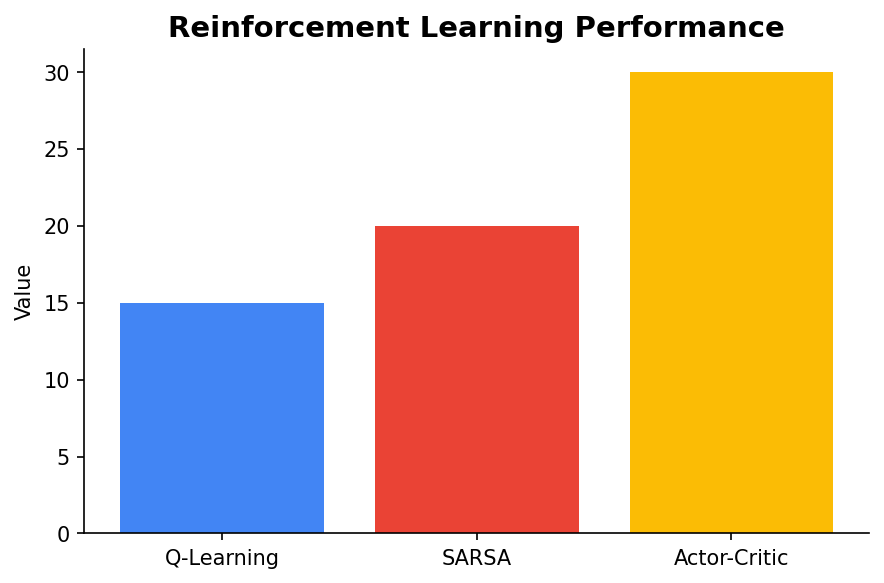 Reinforcement Learning Performance
Value
30
25
20
15
10
5
0
Q-Learning
SARSA
Actor-Critic